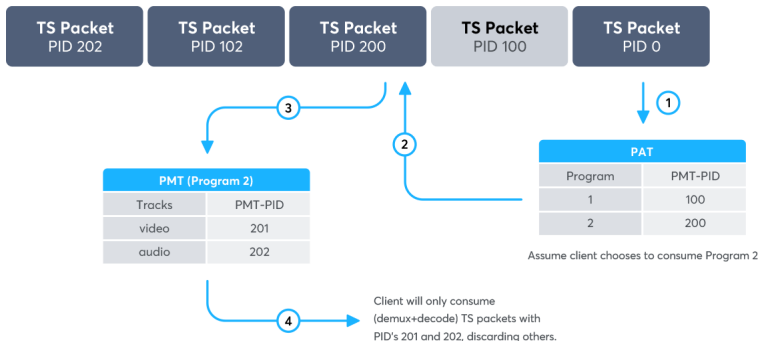 TS Packet TS Packet TS Packet TS Packet TS Packet
PID 202 PID 102 PID 200 PID 100 PID 0
1
3
2
PAT
Program PMT-PID
1 100
2 200
Assume client chooses to consume Program 2
PMT (Program 2)
Tracks PMT-PID
video 201
audio 202
4
Client will only consume
(demux+decode) TS packets with
PID's 201 and 202, discarding others.